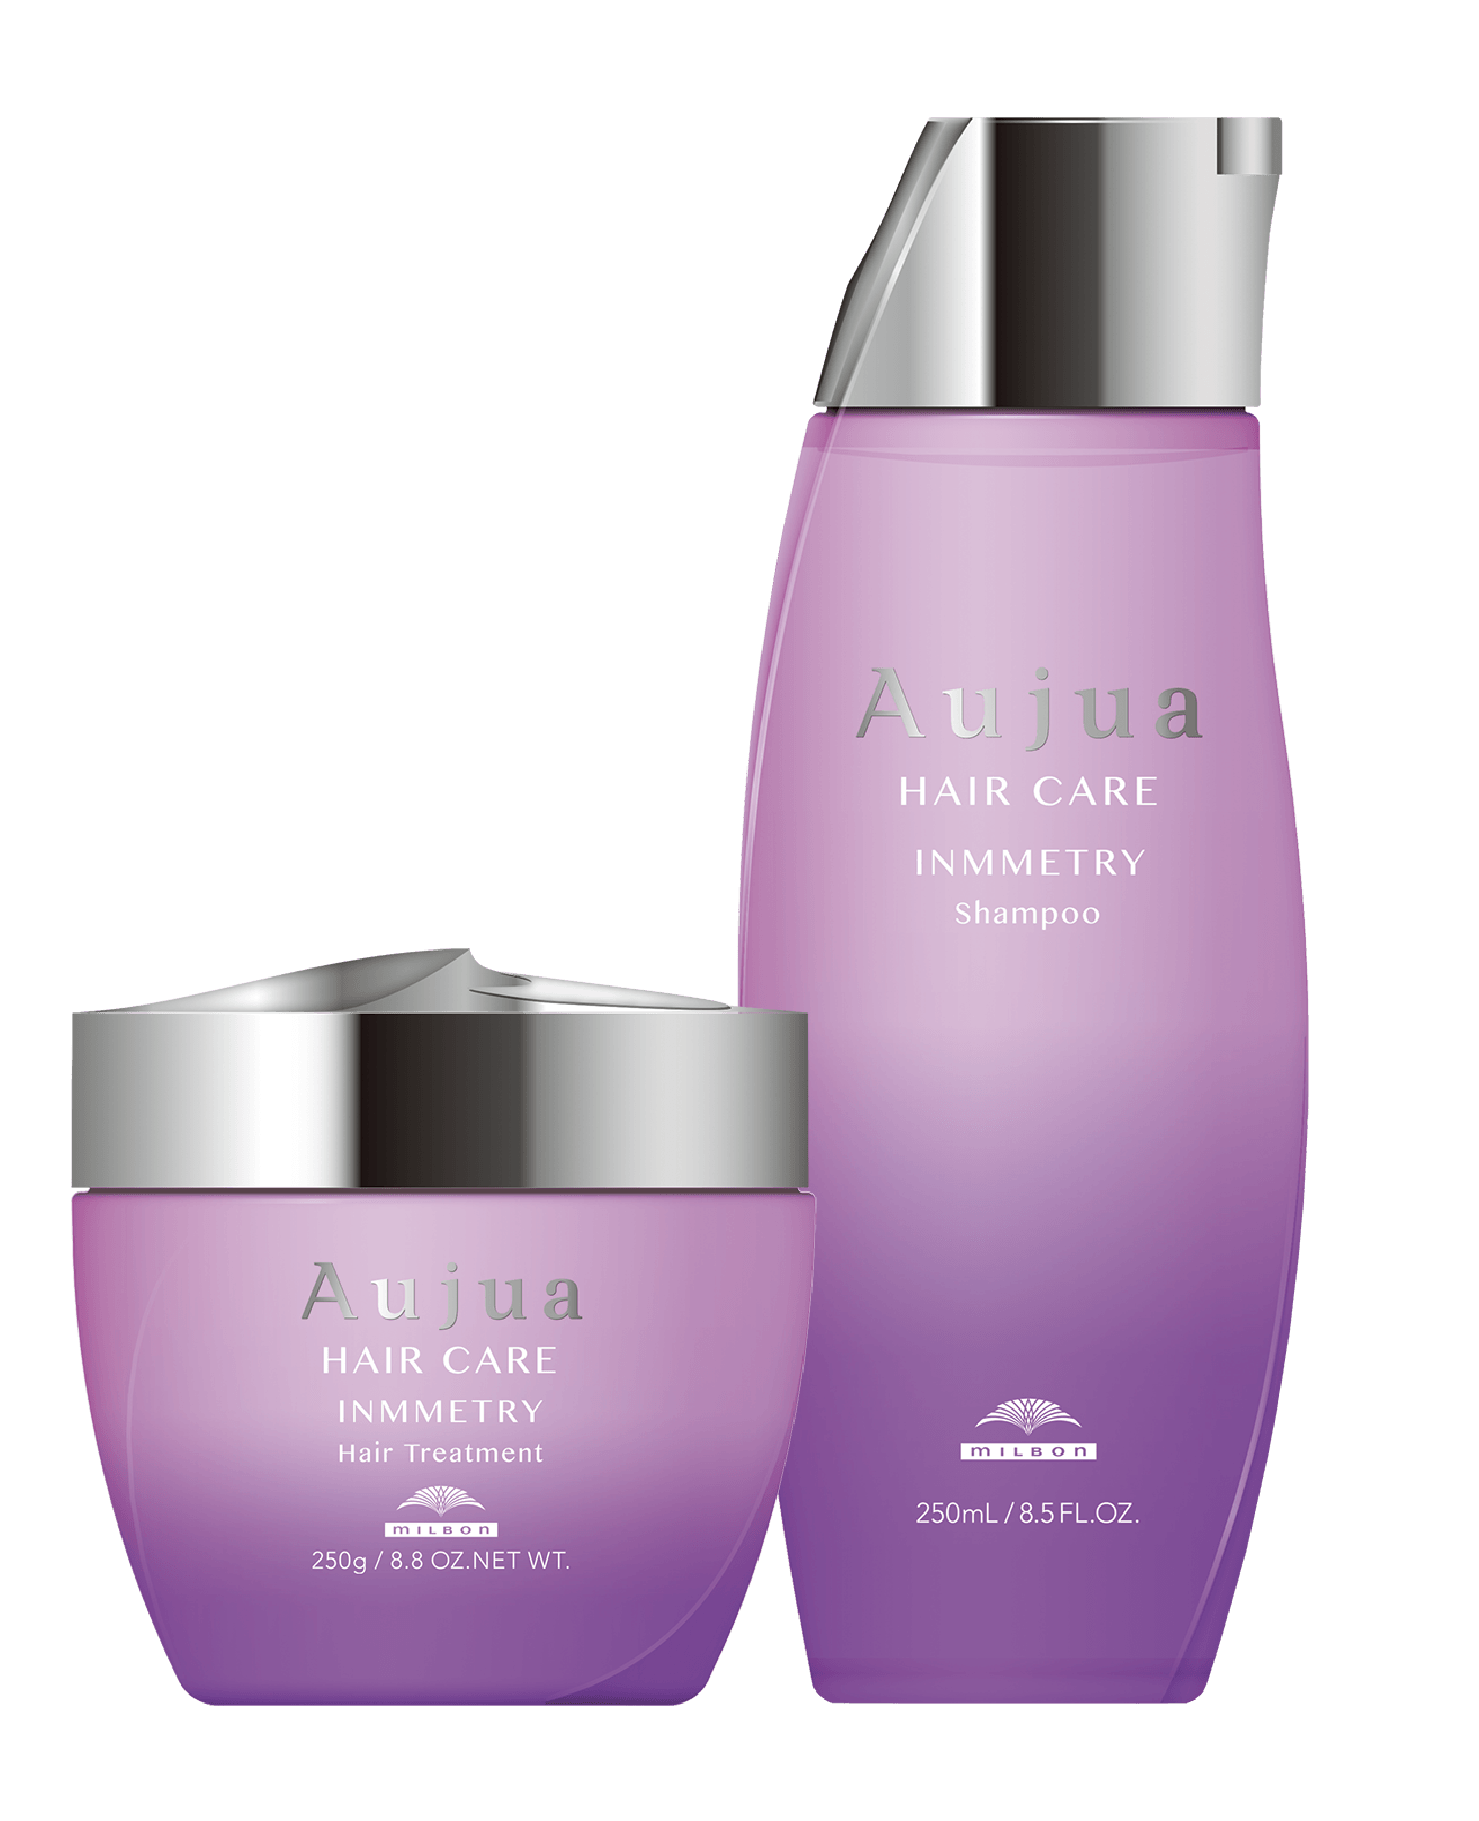 Aujua
HAIR CARE
INMMETRY
Shampoo
MILBON
250mL / 8.5 FL.OZ.
Aujua
HAIR CARE
INMMETRY
Hair Treatment
MILBON
250g / 8.8 OZ.NET WT.